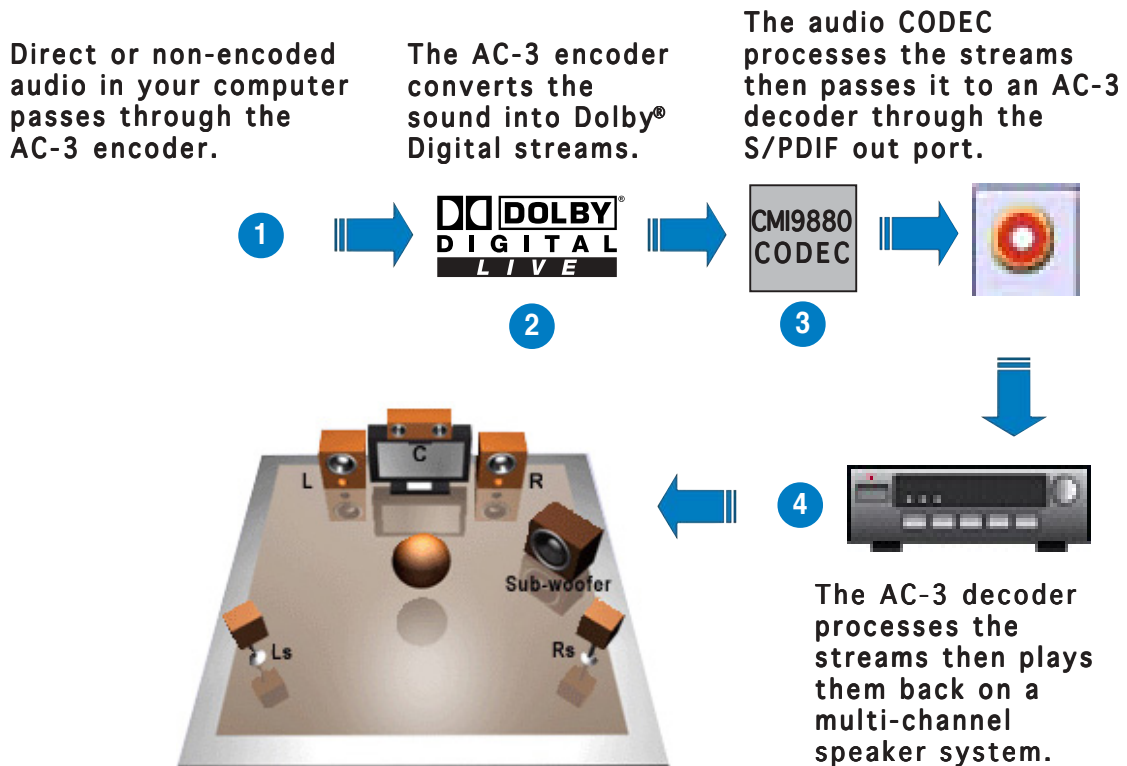 Direct or non-encoded
audio in your computer
passes through the
AC-3 encoder.
The AC-3 encoder
converts the
sound into Dolby®
Digital streams.
The audio CODEC
processes the streams
then passes it to an AC-3
decoder through the
S/PDIF out port.
1
DOLBY®
DIGITAL
LIVE
2
CMI9880
CODEC
3
4
The AC-3 decoder
processes the
streams then plays
them back on a
multi-channel
speaker system.
C
L
R
Sub-woofer
Ls
Rs